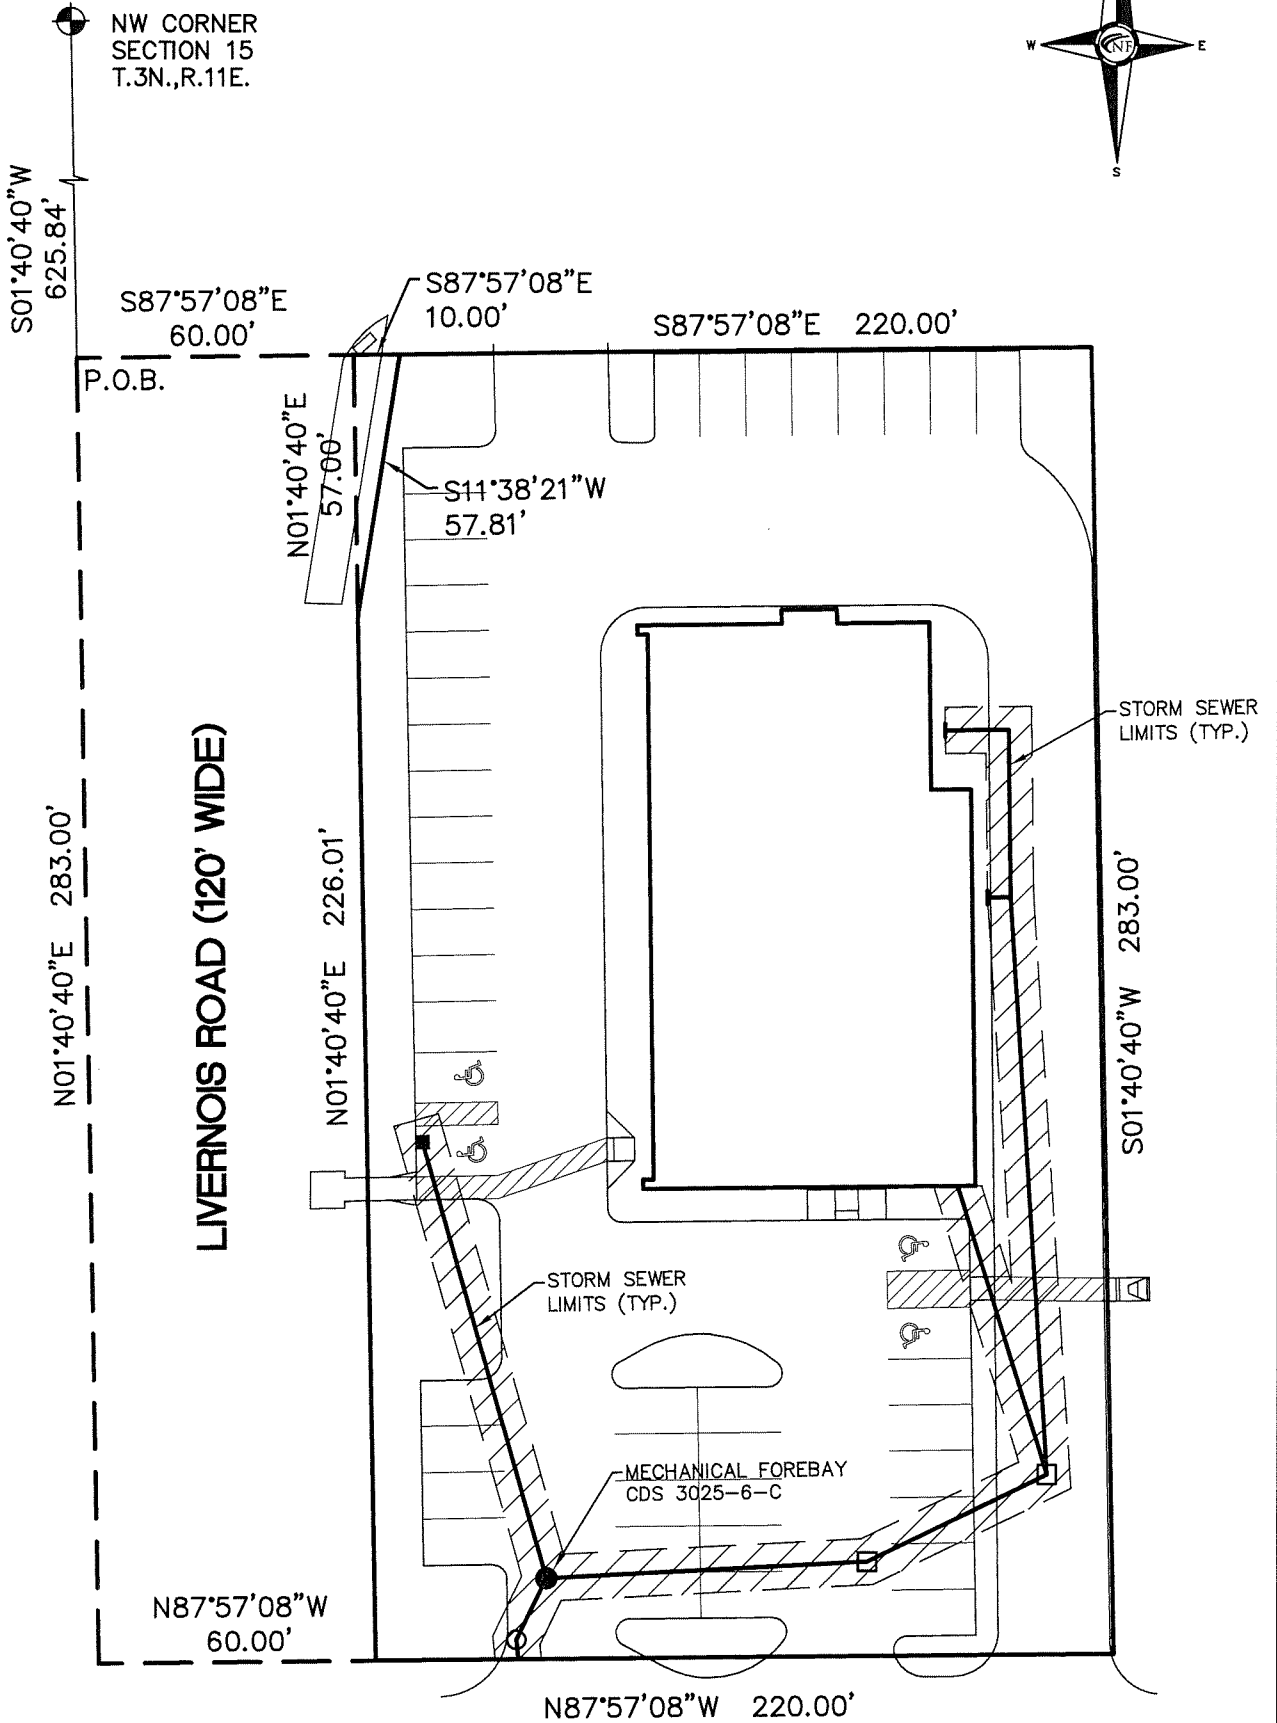 NW CORNER
SECTION 15
T.3N.,R.11E.
W
NF
E
S
S01°40'40"W
625.84'
S87°57'08"E
60.00'
S87°57'08"E
10.00'
S87°57'08"E 220.00'
P.O.B.
N01°40'40"E
57.00'
S11°38'21"W
57.81'
STORM SEWER
LIMITS (TYP.)
LIVERNOIS ROAD (120' WIDE)
N01°40'40"E 283.00'
N01°40'40"E 226.01'
S01°40'40"W 283.00'
STORM SEWER
LIMITS (TYP.)
MECHANICAL FOREBAY
CDS 3025-6-C
N87°57'08"W
60.00'
N87°57'08"W 220.00'